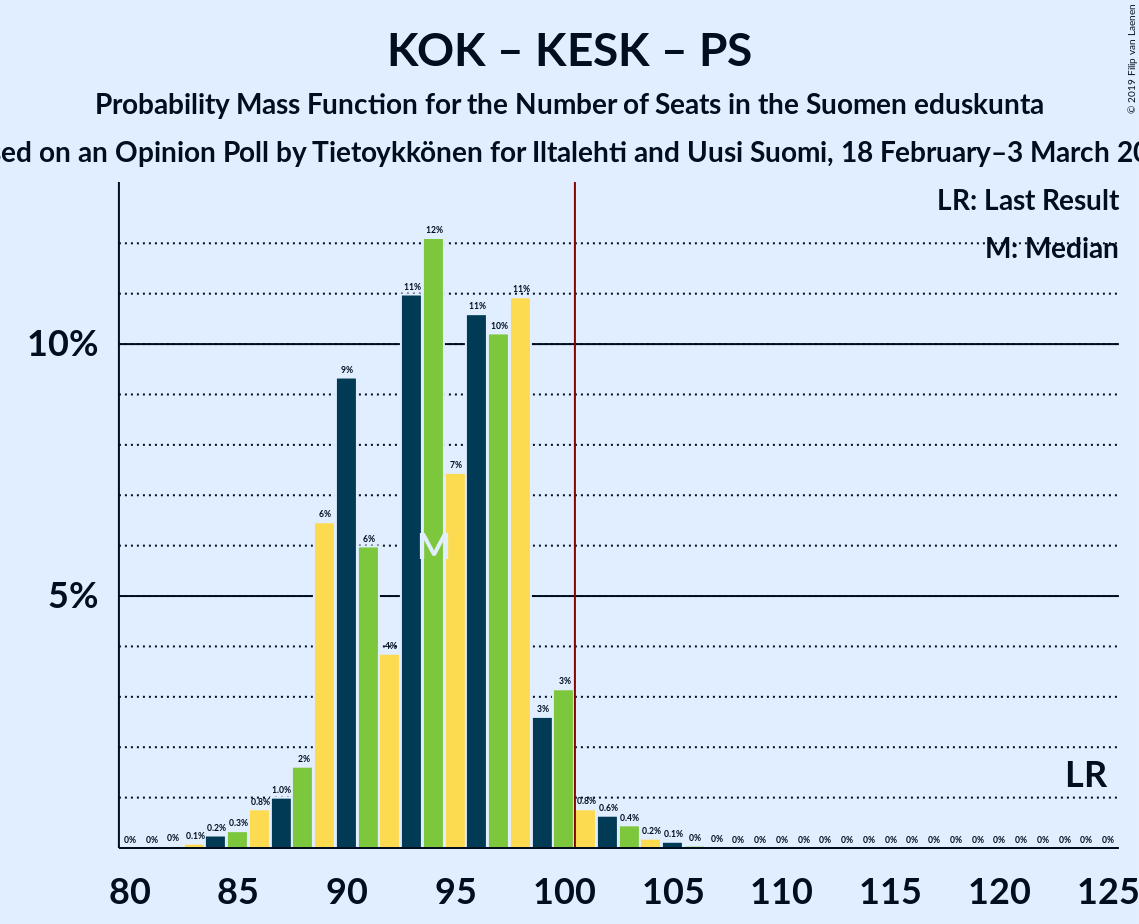 KOK – KESK – PS
Probability Mass Function for the Number of Seats in the Suomen eduskunta
sed on an Opinion Poll by Tietoykkönen for Iltalehti and Uusi Suomi, 18 February–3 March 20
© 2019 Filip van Laenen
LR: Last Result
M: Median
10%
5%
0% 0% 0% 0.1% 0.2% 0.3% 0.8% 1.0% 2% 6% 9% 6% 4% 11% 12% 7% 11% 10% 11% 3% 3% 0.8% 0.6% 0.4% 0.2% 0.1% 0% 0% 0% 0% 0% 0% 0% 0% 0% 0% 0% 0% 0% 0% 0% 0% 0% 0% 0% 0%
M
LR
80 85 90 95 100 105 110 115 120 125